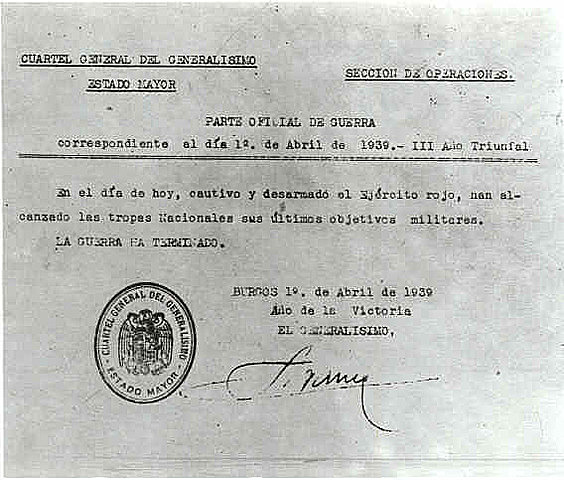 CUARTEL GENERAL DEL GENERALISIMO
ESTADO MAYOR
SECCION DE OPERACIONES.
PARTE OFICIAL DE GUERRA
correspondiente al día 1º. de Abril de 1939.- III Año Triunfal
En el día de hoy, cautivo y desarmado el Ejército rojo, han al-
canzado las tropas Nacionales sus últimos objetivos militares.
LA GUERRA HA TERMINADO.
BURGOS 1º. de Abril de 1939
Año de la Victoria
EL GENERALISIMO,
CUARTEL GENERAL DEL GENERALISIMO
ESTADO MAYOR